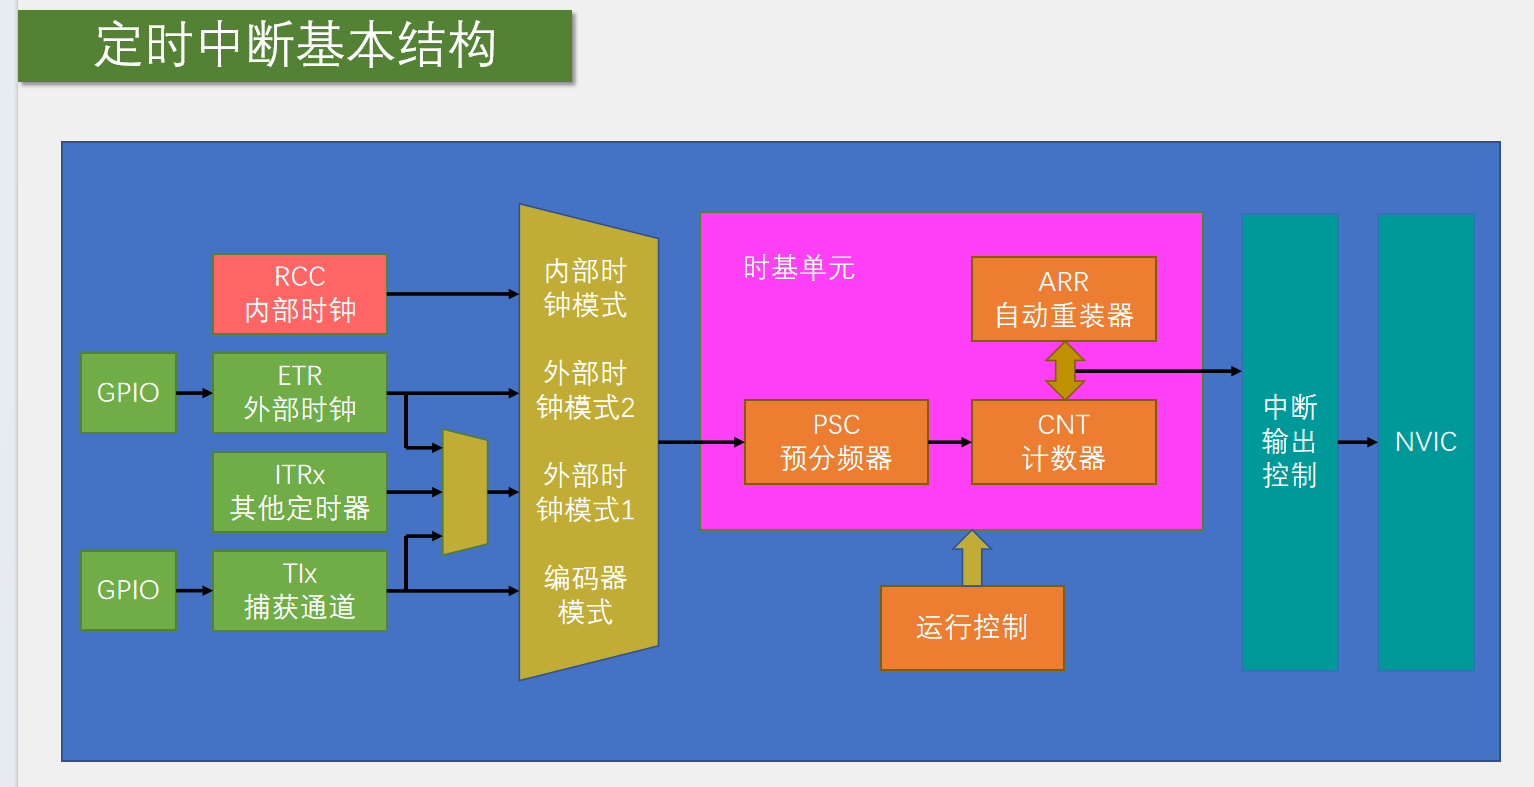 定时中断基本结构
RCC
内部时钟
GPIO
ETR
外部时钟
ITRx
其他定时器
GPIO
TIx
捕获通道
内部时
钟模式
外部时
钟模式2
外部时
钟模式1
编码器
模式
时基单元
ARR
自动重装器
PSC
预分频器
CNT
计数器
运行控制
中断
输出
控制
NVIC